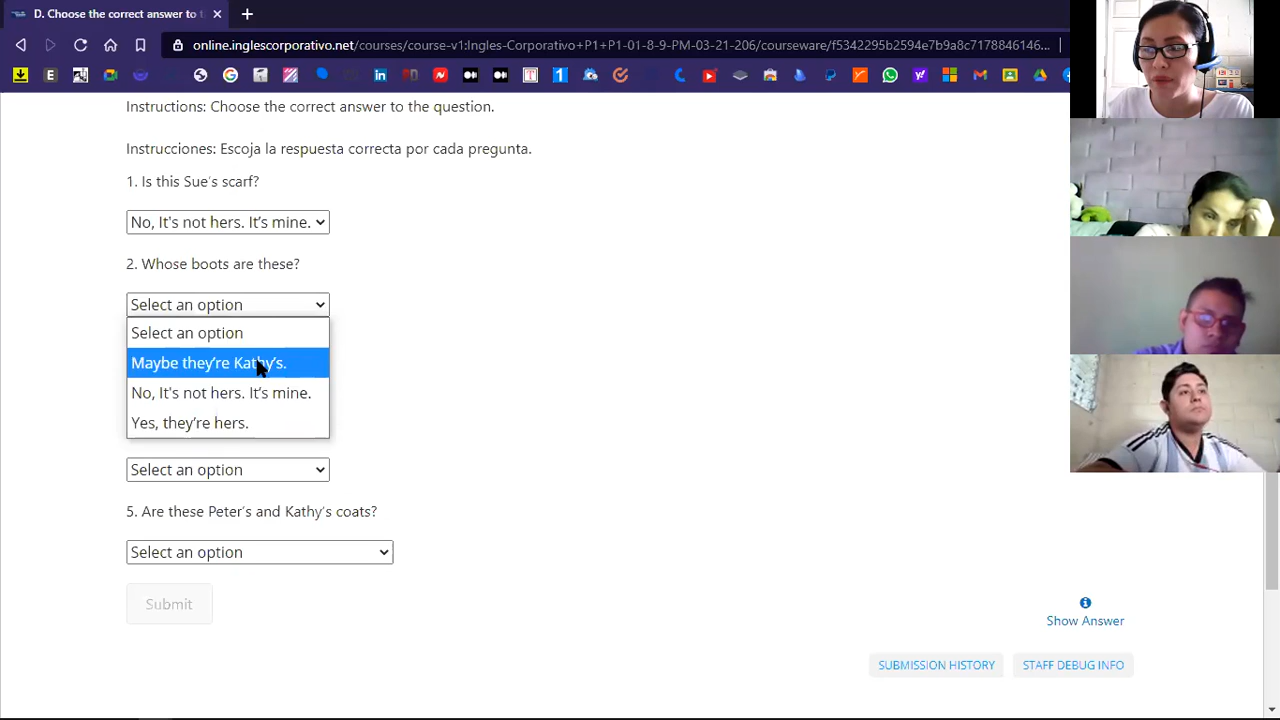 D. Choose the correct answer to t
online.inglescorporativo.net/courses/course-v1:Ingles-Corporativo+P1+P1-01-8-9-PM-03-21-206/courseware/f5342295b2594e7b9a8c7178846146...
Instructions: Choose the correct answer to the question.
Instrucciones: Escoja la respuesta correcta por cada pregunta.
1. Is this Sue's scarf?
No, It's not hers. It's mine.
2. Whose boots are these?
Select an option
Select an option
Maybe they're Kathy's.
No, It's not hers. It's mine.
Yes, they're hers.
Select an option
5. Are these Peter's and Kathy's coats?
Select an option
Submit
Show Answer
SUBMISSION HISTORY
STAFF DEBUG INFO